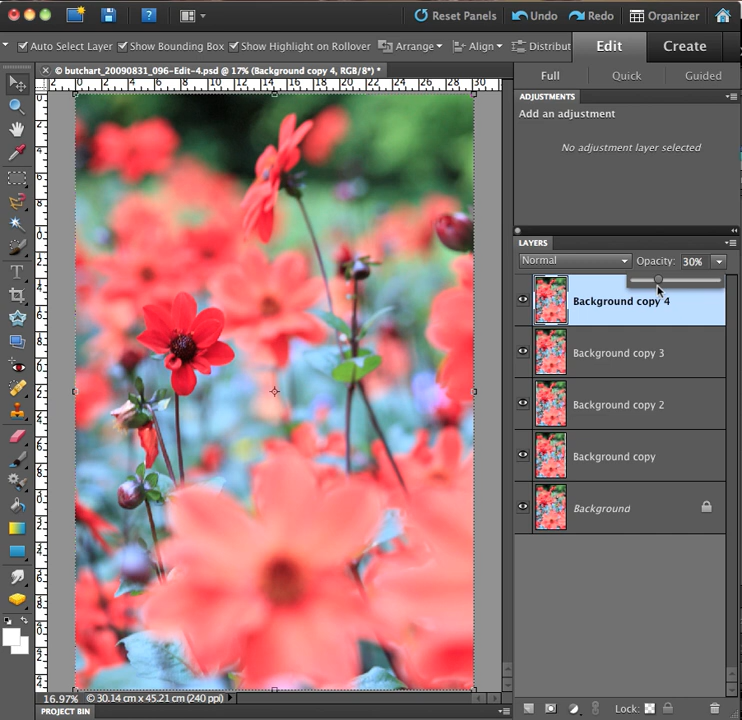 Reset Panels Undo Redo Organizer
Auto Select Layer Show Bounding Box Show Highlight on Rollover Arrange Align Distribut Edit Create
© butchart_20090831_096-Edit-4.psd @ 17% (Background copy 4, RGB/8*) *
Full Quick Guided
ADJUSTMENTS
Add an adjustment
No adjustment layer selected
LAYERS
Normal Opacity: 30%
Background copy 4
Background copy 3
Background copy 2
Background copy
Background
16.97% © 30.14 cm x 45.21 cm (240 ppi)
Lock:
PROJECT BIN